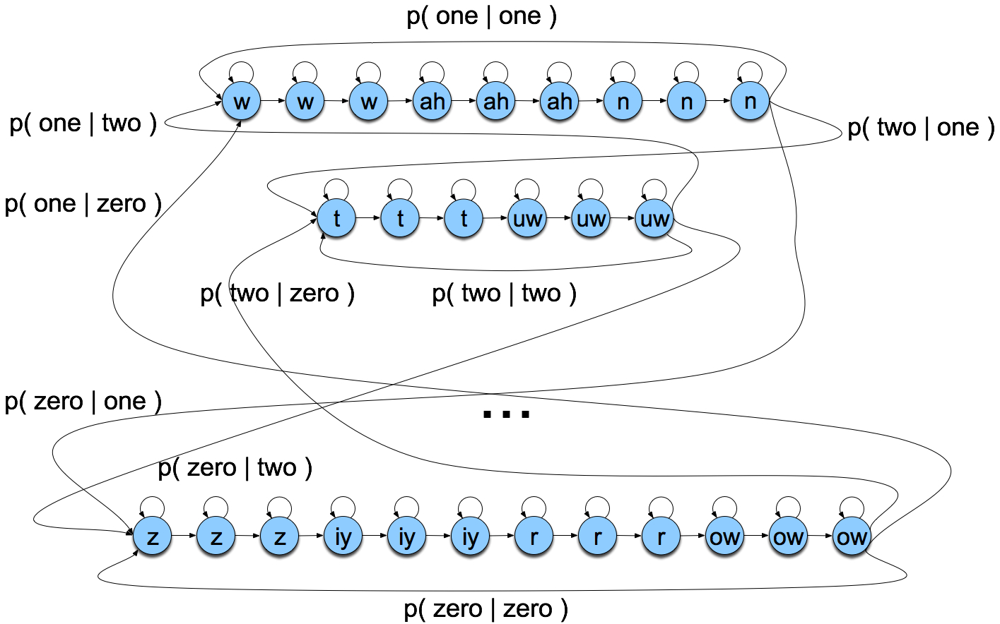 p( one | one )
w w w ah ah ah n n n
p( one | two )
p( two | one )
p( one | zero )
t t t uw uw uw
p( two | zero )
p( two | two )
p( zero | one )
...
p( zero | two )
z z z iy iy iy r r r ow ow ow
p( zero | zero )